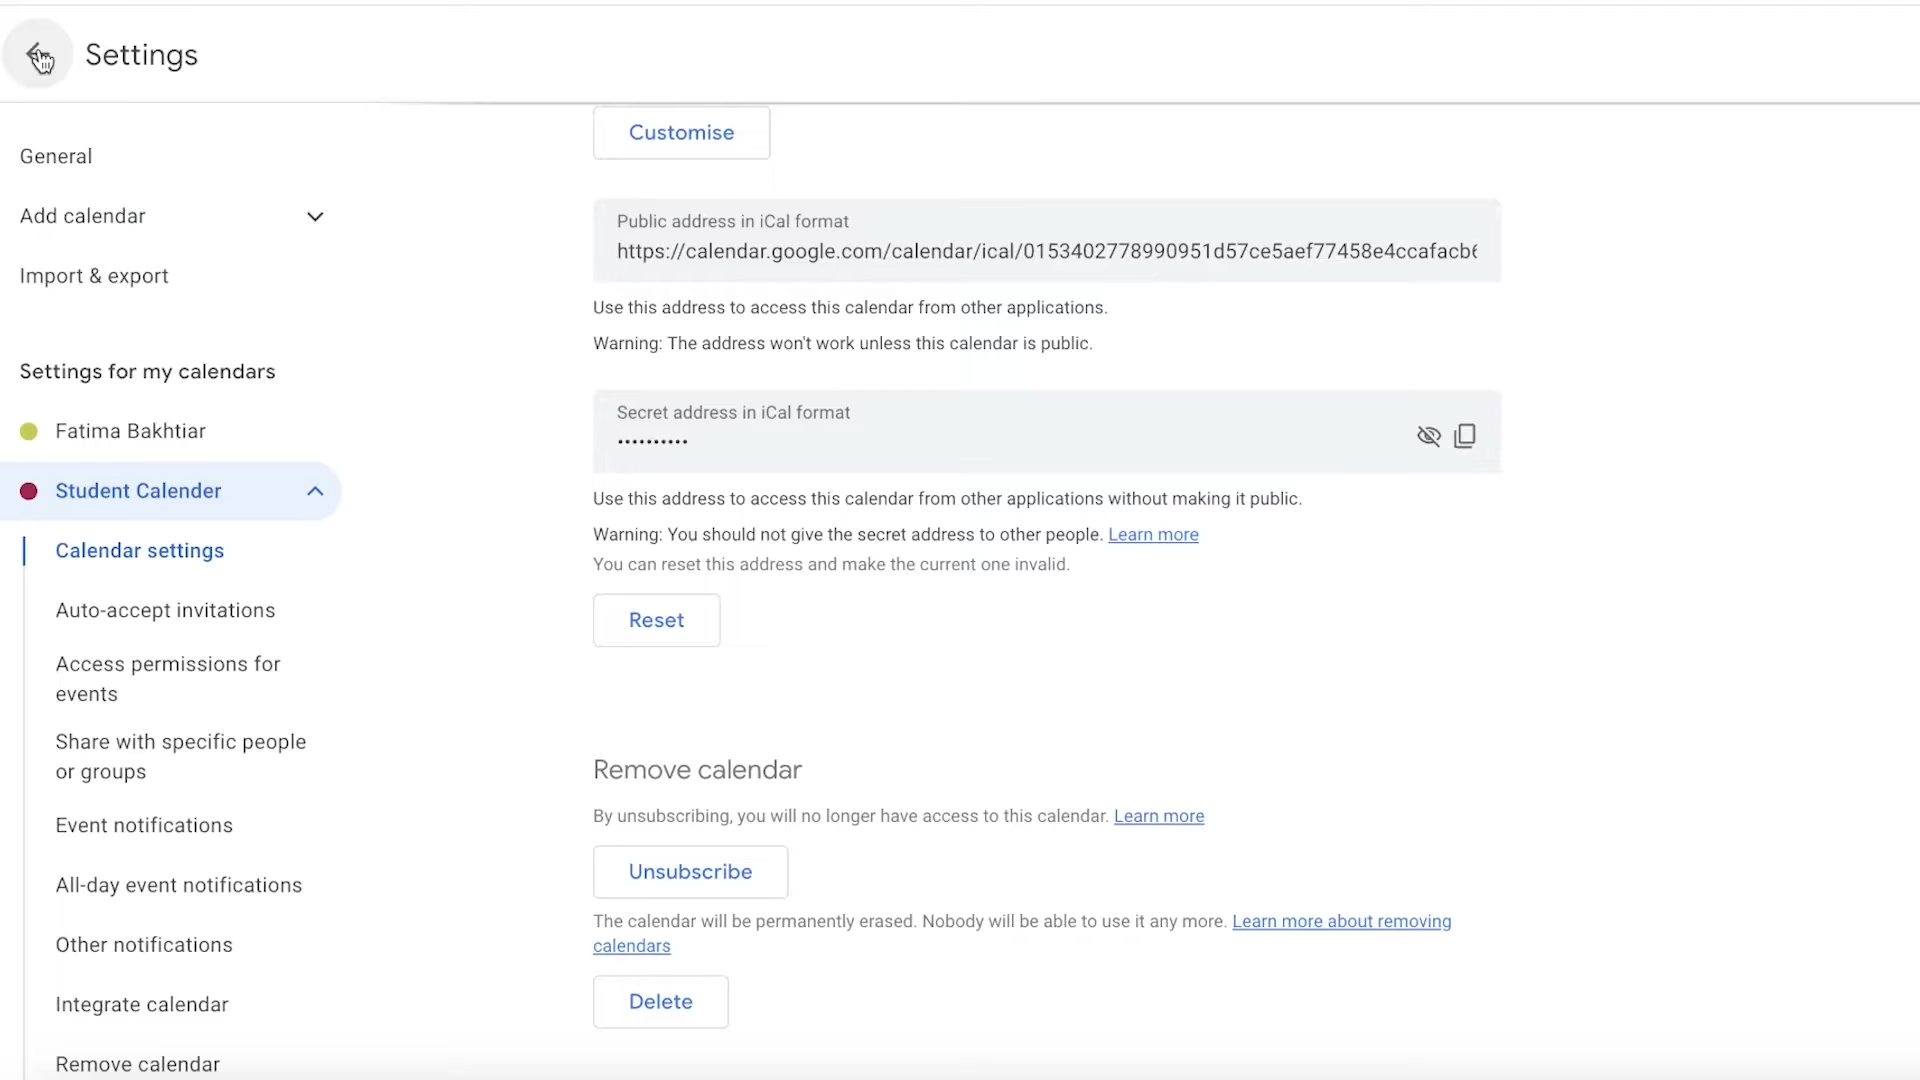 Settings
General
Add calendar
Import & export
Settings for my calendars
Fatima Bakhtiar
Student Calender
Calendar settings
Auto-accept invitations
Access permissions for
events
Share with specific people
or groups
Event notifications
All-day event notifications
Other notifications
Integrate calendar
Remove calendar
Customise
Public address in iCal format
https://calendar.google.com/calendar/ical/0153402778990951d57ce5aef77458e4ccafacb6
Use this address to access this calendar from other applications.
Warning: The address won't work unless this calendar is public.
Secret address in iCal format
••••••••••
Use this address to access this calendar from other applications without making it public.
Warning: You should not give the secret address to other people. Learn more
You can reset this address and make the current one invalid.
Reset
Remove calendar
By unsubscribing, you will no longer have access to this calendar. Learn more
Unsubscribe
The calendar will be permanently erased. Nobody will be able to use it any more. Learn more about removing
calendars
Delete